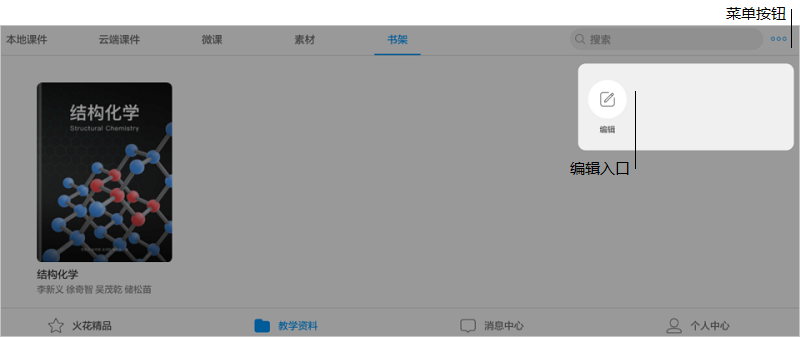 菜单按钮
本地课件 云端课件 微课 素材 书架 搜索
结构化学
Structural Chemistry
编辑
编辑入口
结构化学
李新义 徐奇智 吴茂乾 储松苗
火花精品 教学资料 消息中心 个人中心